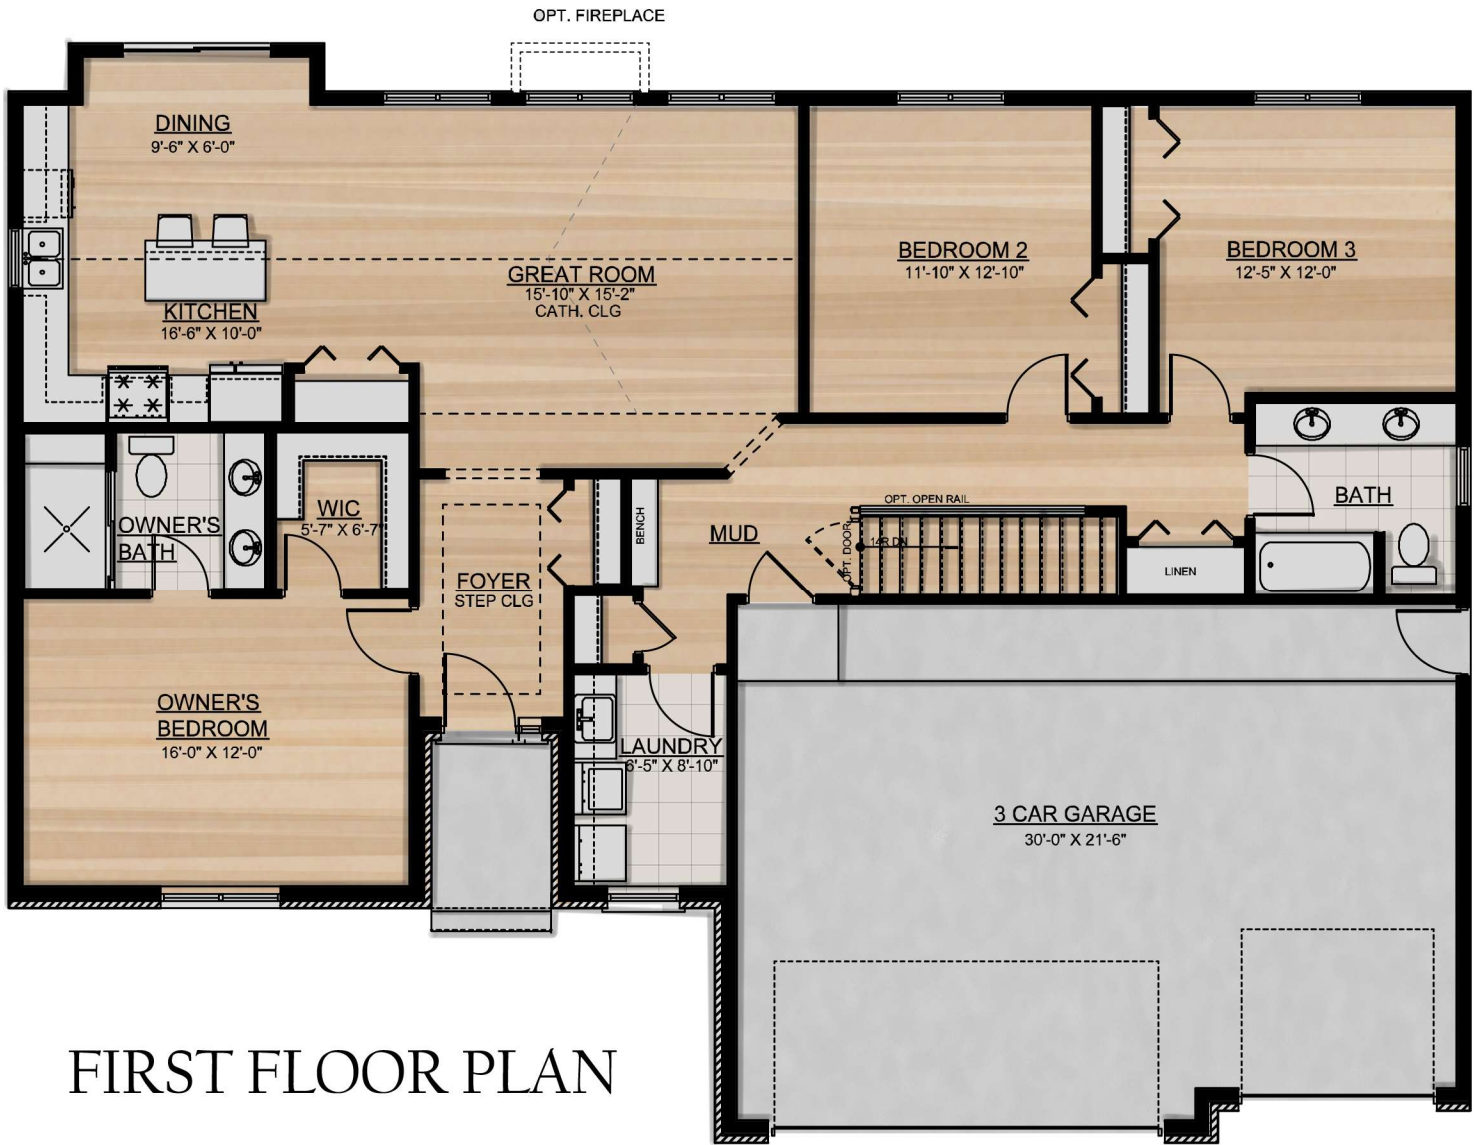 OPT. FIREPLACE
DINING
9'-6" X 6'-0"
GREAT ROOM
15'-10" X 15'-2"
CATH. CLG
BEDROOM 2
11'-10" X 12'-10"
BEDROOM 3
12'-5" X 12'-0"
KITCHEN
16'-6" X 10'-0"
OWNER'S
BATH
WIC
5'-7" X 6'-7"
FOYER
STEP CLG
BENCH
MUD
OPT. OPEN RAIL
OPT. DOOR
14R DN
LINEN
BATH
OWNER'S
BEDROOM
16'-0" X 12'-0"
LAUNDRY
6'-5" X 8'-10"
3 CAR GARAGE
30'-0" X 21'-6"
FIRST FLOOR PLAN